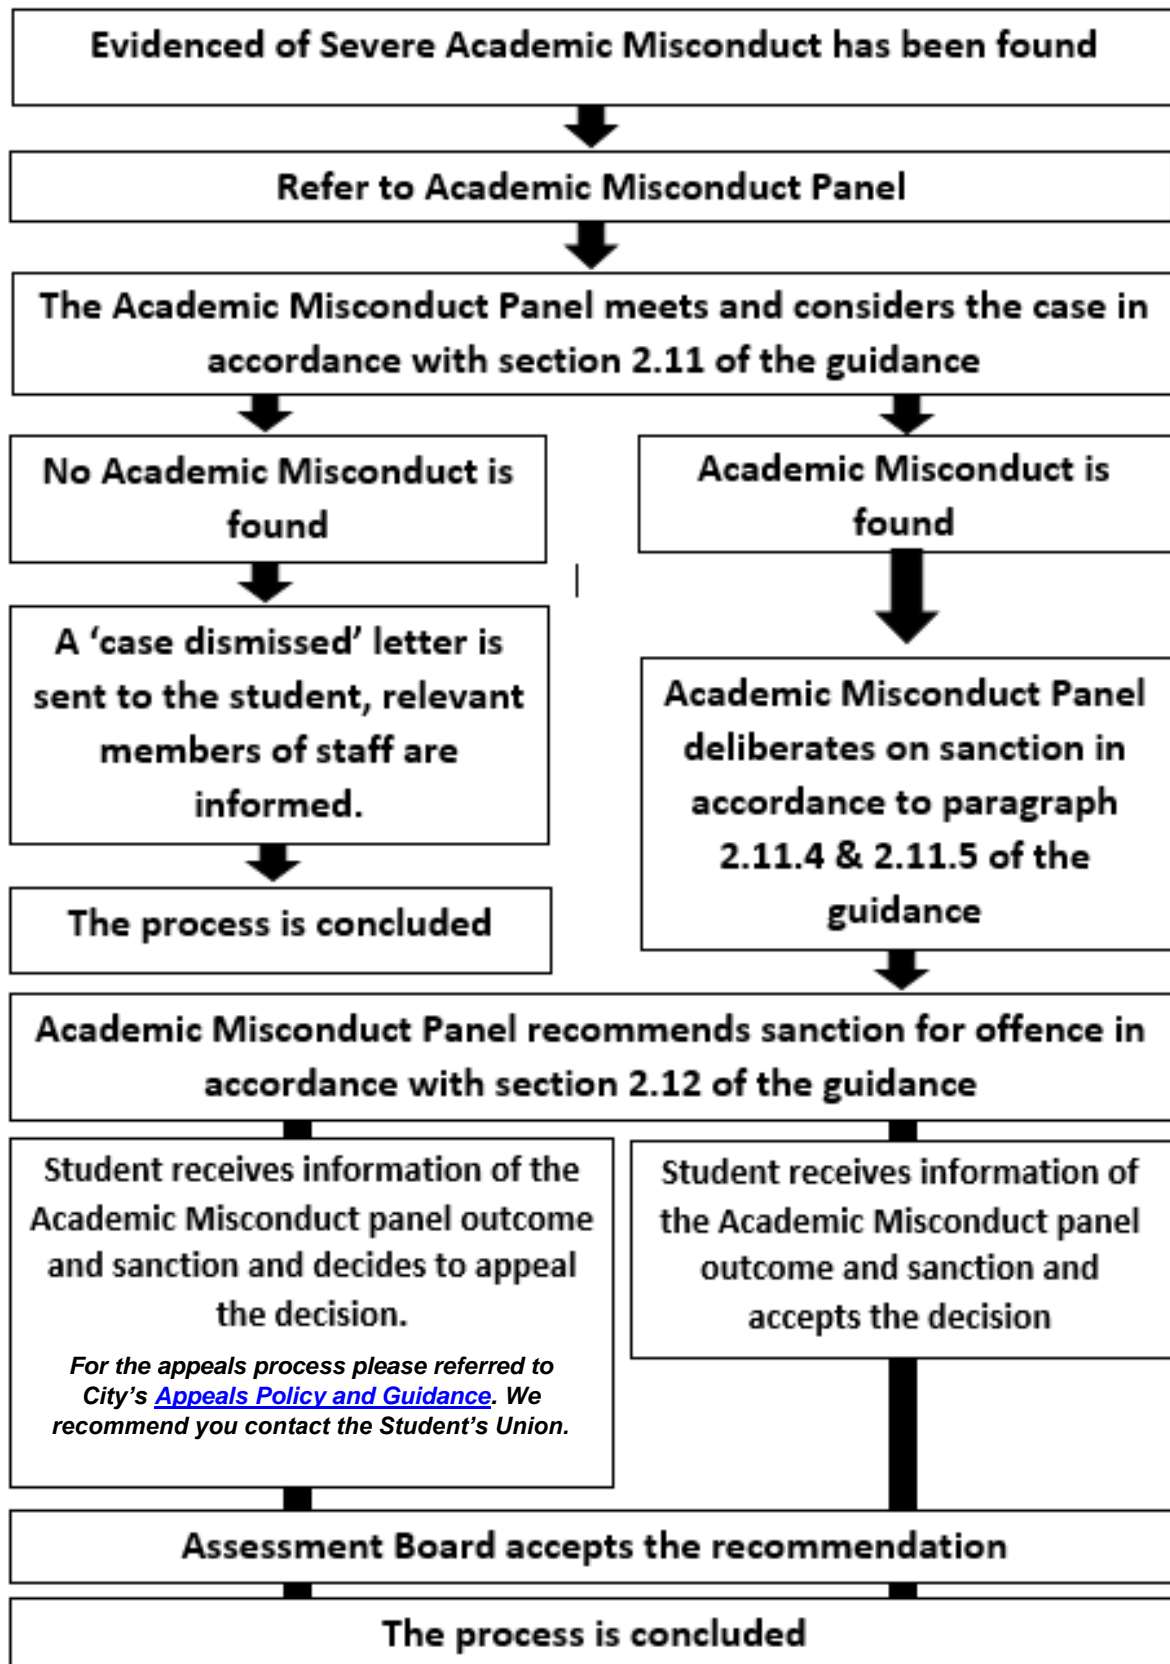 Evidenced of Severe Academic Misconduct has been found
Refer to Academic Misconduct Panel
The Academic Misconduct Panel meets and considers the case in
accordance with section 2.11 of the guidance
No Academic Misconduct is
found
A ‘case dismissed’ letter is
sent to the student, relevant
members of staff are
informed.
The process is concluded
Academic Misconduct is
found
Academic Misconduct Panel
deliberates on sanction in
accordance to paragraph
2.11.4 & 2.11.5 of the
guidance
Academic Misconduct Panel recommends sanction for offence in
accordance with section 2.12 of the guidance
Student receives information of the
Academic Misconduct panel outcome
and sanction and decides to appeal
the decision.
For the appeals process please referred to
City’s Appeals Policy and Guidance. We
recommend you contact the Student’s Union.
Student receives information of
the Academic Misconduct panel
outcome and sanction and
accepts the decision
Assessment Board accepts the recommendation
The process is concluded